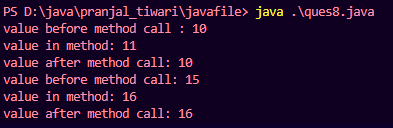 PS D:\java\pranjal_tiwari\javafile> java .\ques8.java
value before method call : 10
value in method: 11
value after method call: 10
value before method call: 15
value in method: 16
value after method call: 16